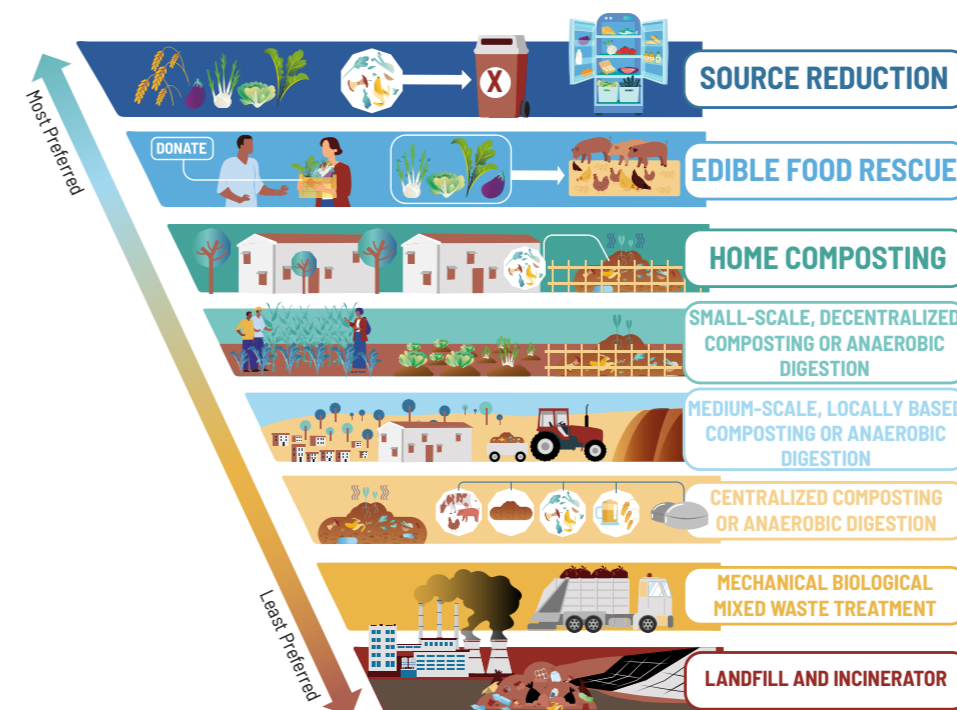 Most Preferred
SOURCE REDUCTION
X
DONATE
EDIBLE FOOD RESCUE
HOME COMPOSTING
SMALL-SCALE, DECENTRALIZED
COMPOSTING OR ANAEROBIC
DIGESTION
MEDIUM-SCALE, LOCALLY BASED
COMPOSTING OR ANAEROBIC
DIGESTION
CENTRALIZED COMPOSTING
OR ANAEROBIC DIGESTION
MECHANICAL BIOLOGICAL
MIXED WASTE TREATMENT
Least Preferred
LANDFILL AND INCINERATOR